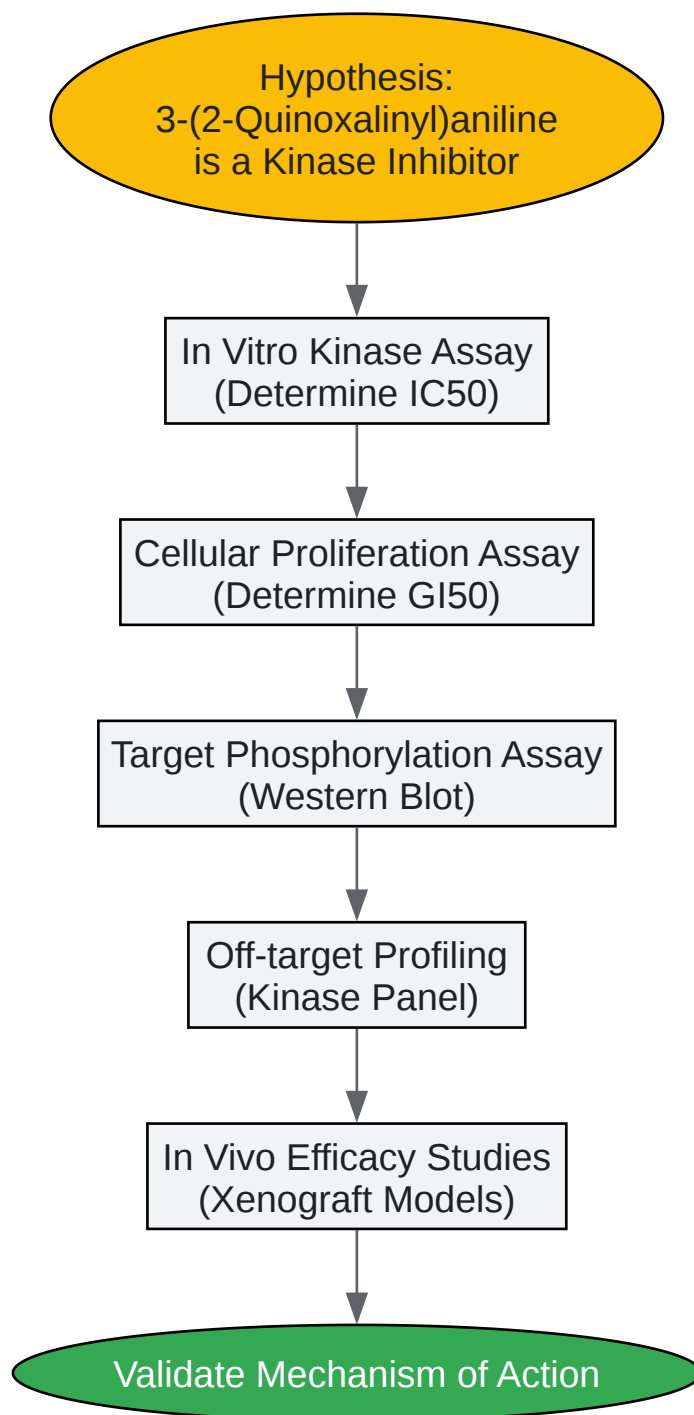 Hypothesis:
3-(2-Quinoxalinyl)aniline
is a Kinase Inhibitor
In Vitro Kinase Assay
(Determine IC50)
Cellular Proliferation Assay
(Determine GI50)
Target Phosphorylation Assay
(Western Blot)
Off-target Profiling
(Kinase Panel)
In Vivo Efficacy Studies
(Xenograft Models)
Validate Mechanism of Action